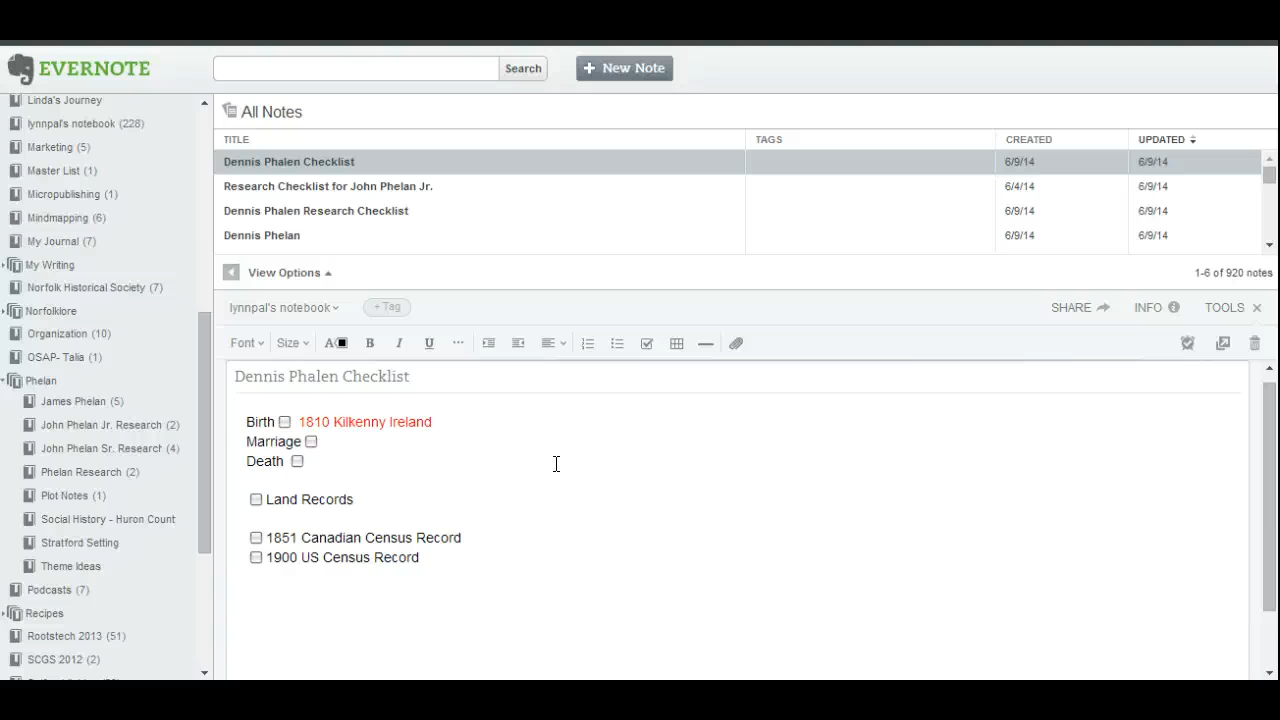 EVERNOTE
Search
+ New Note
Linda's Journey
lynnpal's notebook (228)
Marketing (5)
Master List (1)
Micropublishing (1)
Mindmapping (6)
My Journal (7)
My Writing
Norfolk Historical Society (7)
Norfolklore
Organization (10)
OSAP- Talia (1)
Phelan
James Phelan (5)
John Phelan Jr. Research (2)
John Phelan Sr. Research (4)
Phelan Research (2)
Plot Notes (1)
Social History - Huron Count
Stratford Setting
Theme Ideas
Podcasts (7)
Recipes
Rootstech 2013 (51)
SCGS 2012 (2)
All Notes
TITLE TAGS CREATED UPDATED
Dennis Phalen Checklist 6/9/14 6/9/14
Research Checklist for John Phelan Jr. 6/4/14 6/9/14
Dennis Phalen Research Checklist 6/9/14 6/9/14
Dennis Phelan 6/9/14 6/9/14
View Options 1-6 of 920 notes
lynnpal's notebook + Tag SHARE INFO TOOLS
Font Size A B I U
Dennis Phalen Checklist
Birth 1810 Kilkenny Ireland
Marriage
Death
Land Records
1851 Canadian Census Record
1900 US Census Record